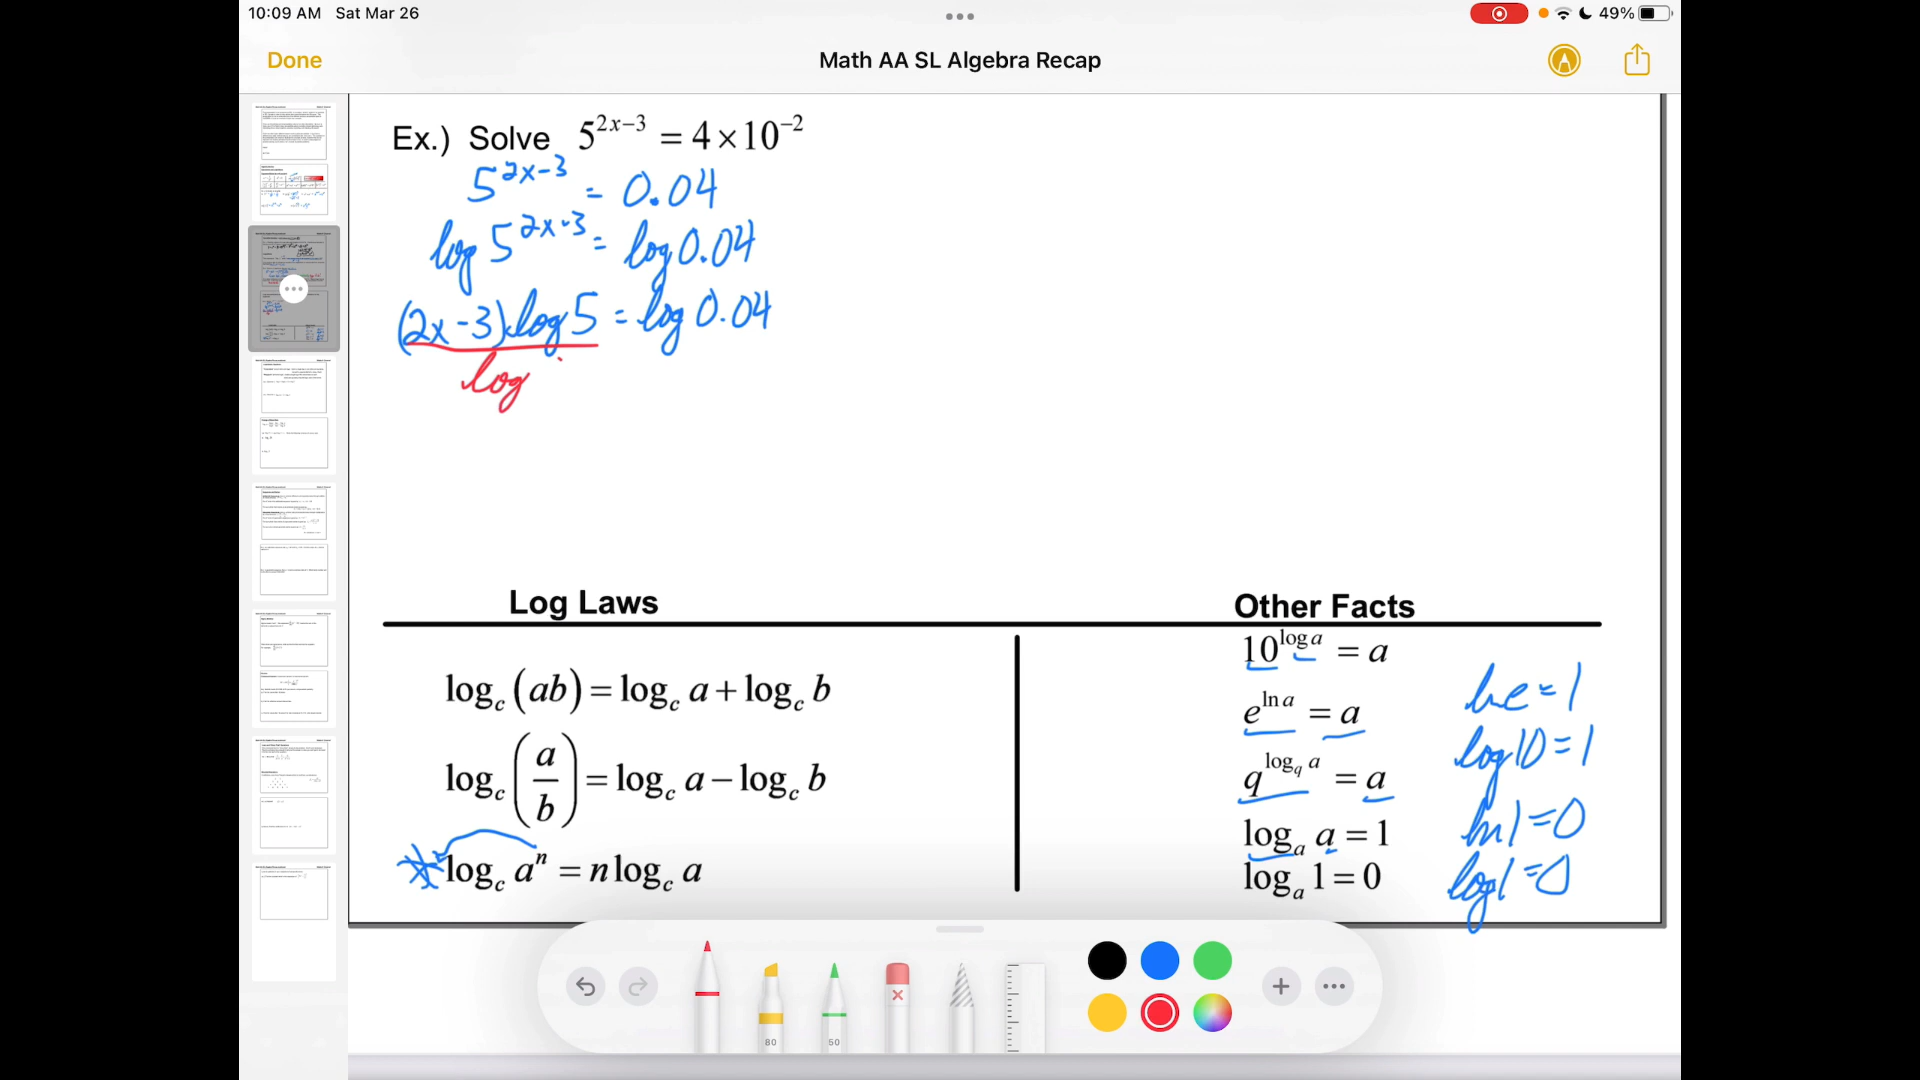 10:09 AM Sat Mar 26
49%
Done
Math AA SL Algebra Recap
Ex.) Solve 5^{2x-3} = 4 × 10^{-2}
5^{2x-3} = 0.04
log 5^{2x-3} = log 0.04
(2x-3) log 5 = log 0.04
log
Log Laws
log_c (ab) = log_c a + log_c b
log_c (a/b) = log_c a − log_c b
log_c a^n = n log_c a
Other Facts
10^{log a} = a
e^{ln a} = a
q^{log_q a} = a
log_a a = 1
log_a 1 = 0
ln e = 1
log 10 = 1
ln 1 = 0
log 1 = 0
80
50